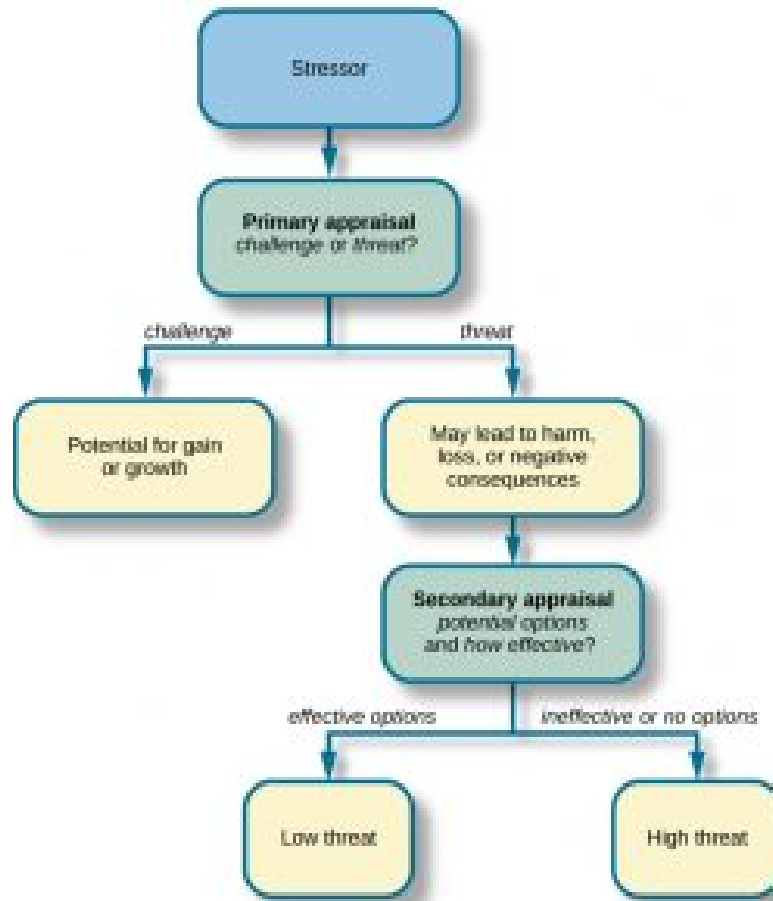 Stressor
Primary appraisal
challenge or threat?
challenge
threat
Potential for gain
or growth
May lead to harm,
loss, or negative
consequences
Secondary appraisal
potential options
and how effective?
effective options
ineffective or no options
Low threat
High threat